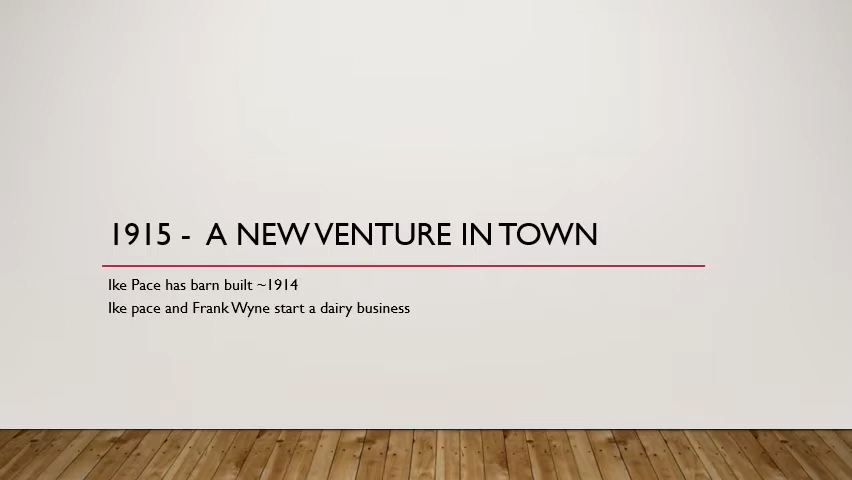 1915 -  A NEW VENTURE IN TOWN
Ike Pace has barn built ~1914
Ike pace and Frank Wyne start a dairy business